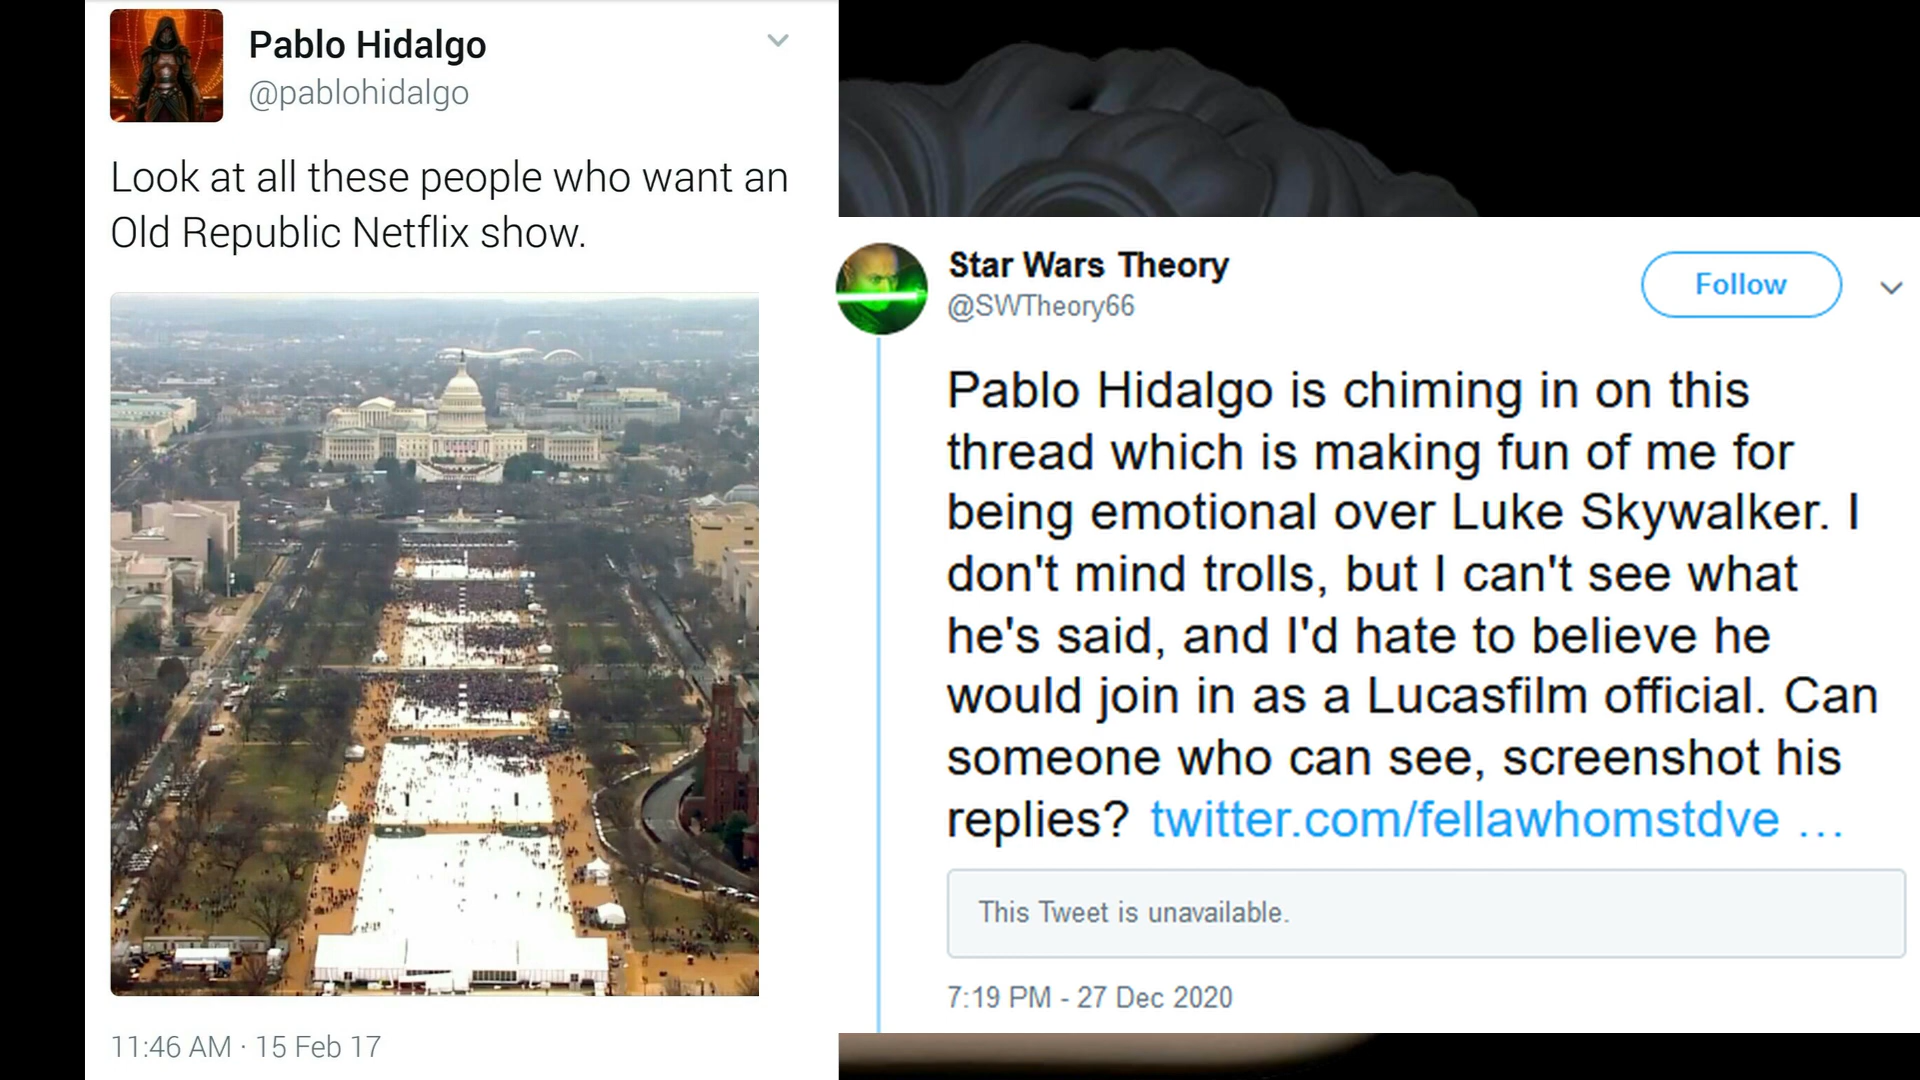 Pablo Hidalgo
@pablohidalgo
Look at all these people who want an
Old Republic Netflix show.
11:46 AM · 15 Feb 17
Star Wars Theory
@SWTheory66
Follow
Pablo Hidalgo is chiming in on this
thread which is making fun of me for
being emotional over Luke Skywalker. I
don't mind trolls, but I can't see what
he's said, and I'd hate to believe he
would join in as a Lucasfilm official. Can
someone who can see, screenshot his
replies? twitter.com/fellawhomstdve …
This Tweet is unavailable.
7:19 PM - 27 Dec 2020